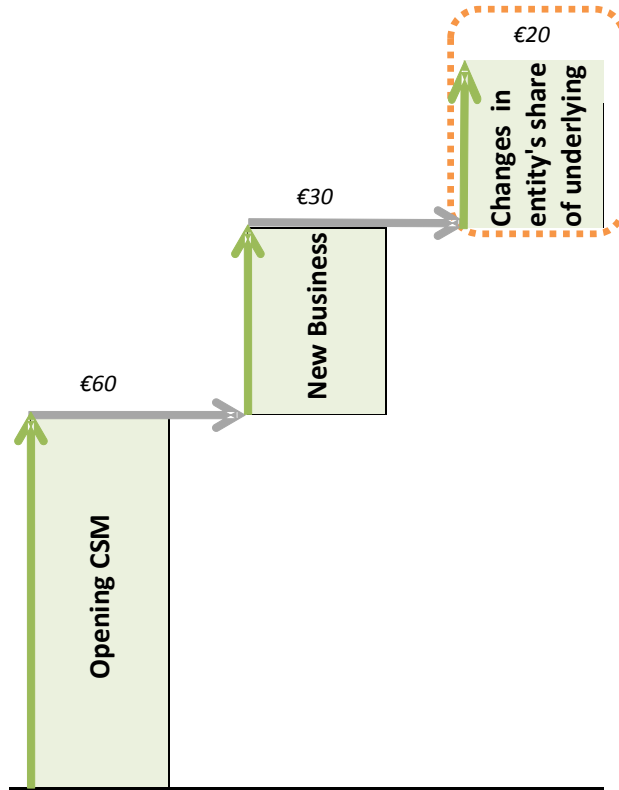 €20
Changes in
entity's share
of underlying
€30
New Business
€60
Opening CSM